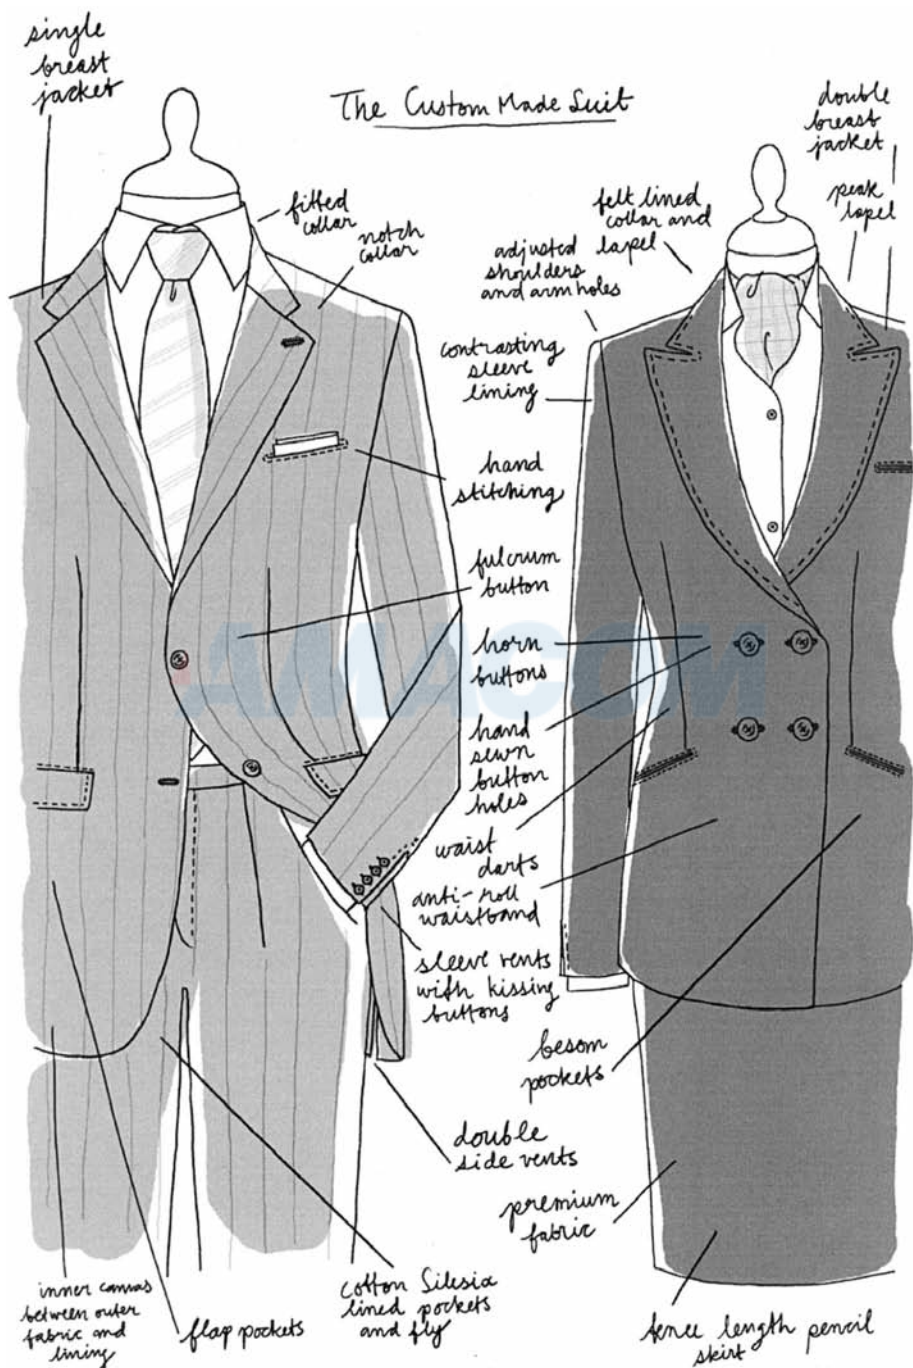 The Custom Made Suit
single
breast
jacket
fitted
collar
notch
collar
felt lined
collar and
lapel
double
breast
jacket
peak
lapel
adjusted
shoulders
and arm holes
contrasting
sleeve
lining
hand
stitching
fulcrum
button
AMACOM
horn
buttons
hand
sewn
button
holes
waist
darts
anti-roll
waistband
sleeve vents
with kissing
buttons
besom
pockets
double
side vents
premium
fabric
inner canvas
between outer
fabric and
lining
flap pockets
cotton Silesia
lined pockets
and fly
knee length pencil
skirt